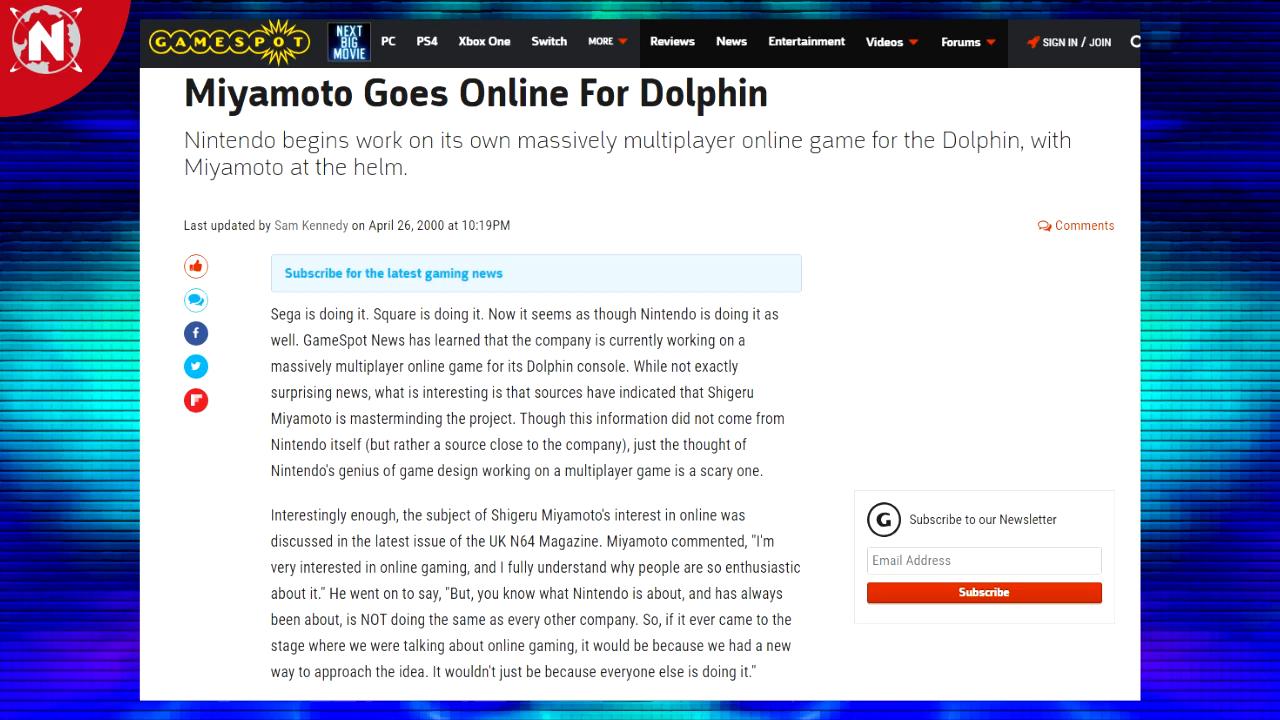 N
GAMESPOT
NEXT BIG MOVIE
PC PS4 Xbox One Switch MORE Reviews News Entertainment Videos Forums SIGN IN / JOIN
Miyamoto Goes Online For Dolphin
Nintendo begins work on its own massively multiplayer online game for the Dolphin, with
Miyamoto at the helm.
Last updated by Sam Kennedy on April 26, 2000 at 10:19PM
Comments
Subscribe for the latest gaming news
Sega is doing it. Square is doing it. Now it seems as though Nintendo is doing it as
well. GameSpot News has learned that the company is currently working on a
massively multiplayer online game for its Dolphin console. While not exactly
surprising news, what is interesting is that sources have indicated that Shigeru
Miyamoto is masterminding the project. Though this information did not come from
Nintendo itself (but rather a source close to the company), just the thought of
Nintendo's genius of game design working on a multiplayer game is a scary one.
Interestingly enough, the subject of Shigeru Miyamoto's interest in online was
discussed in the latest issue of the UK N64 Magazine. Miyamoto commented, "I'm
very interested in online gaming, and I fully understand why people are so enthusiastic
about it." He went on to say, "But, you know what Nintendo is about, and has always
been about, is NOT doing the same as every other company. So, if it ever came to the
stage where we were talking about online gaming, it would be because we had a new
way to approach the idea. It wouldn't just be because everyone else is doing it."
G Subscribe to our Newsletter
Email Address
Subscribe